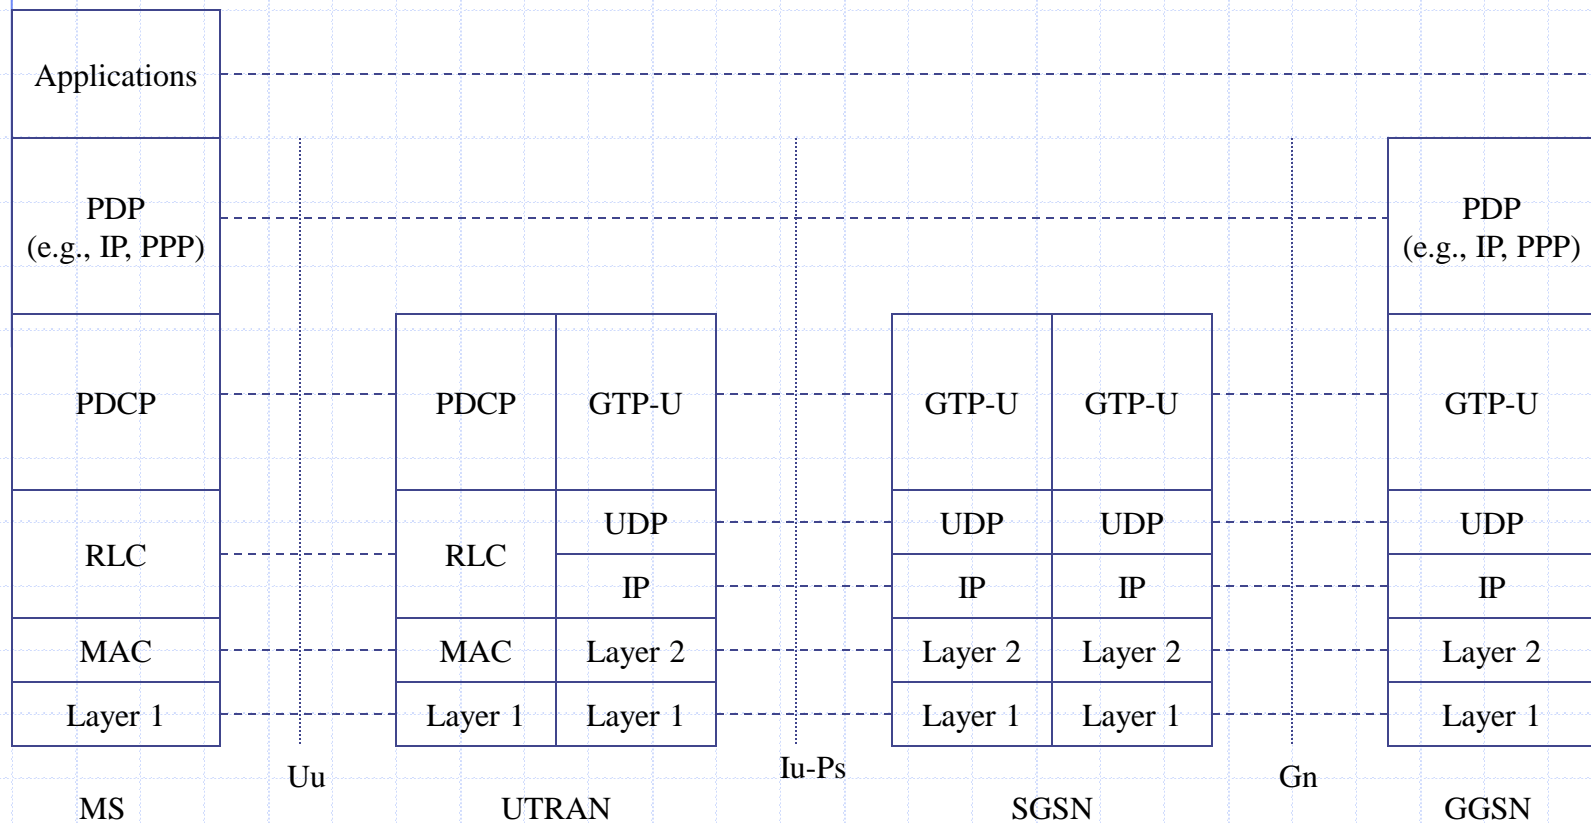 Applications
PDP
(e.g., IP, PPP)
PDP
(e.g., IP, PPP)
PDCP
PDCP
GTP-U
GTP-U
GTP-U
GTP-U
RLC
RLC
UDP
UDP
UDP
UDP
IP
IP
IP
IP
MAC
MAC
Layer 2
Layer 2
Layer 2
Layer 2
Layer 1
Layer 1
Layer 1
Layer 1
Layer 1
Layer 1
Uu
Iu-Ps
Gn
MS
UTRAN
SGSN
GGSN